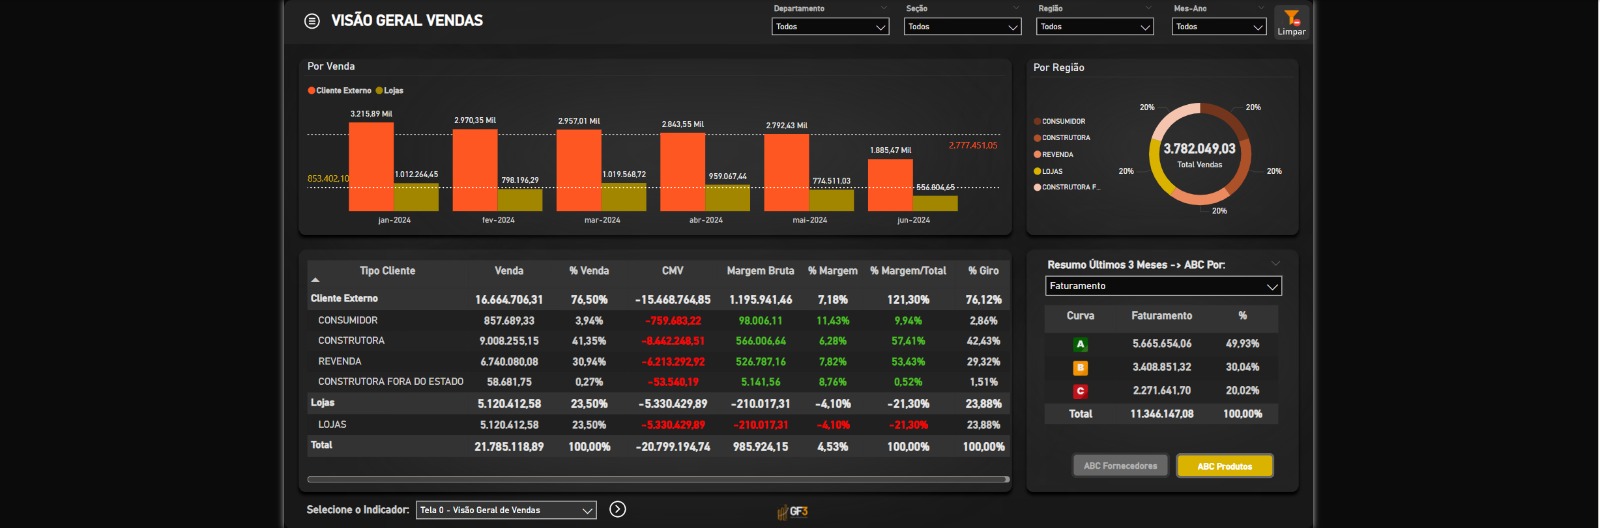 VISÃO GERAL VENDAS
Departamento Seção Região Mes-Ano
Todos Todos Todos Todos Limpar
Por Venda
Cliente Externo Lojas
3.215,89 Mil 2.970,35 Mil 2.957,01 Mil 2.843,55 Mil 2.792,43 Mil 1.885,47 Mil
2,777.451,05
853.402,10 1.012.264,45 798.196,29 1.019.568,72 959.067,44 774.511,03 556.804,65
jan-2024 fev-2024 mar-2024 abr-2024 mai-2024 jun-2024
Por Região
CONSUMIDOR
CONSTRUTORA
REVENDA
LOJAS
CONSTRUTORA F...
20% 20%
3.782.049,03
Total Vendas
20% 20%
20%
Tipo Cliente Venda % Venda CMV Margem Bruta % Margem % Margem/Total % Giro
Cliente Externo 16.664.706,31 76,50% -15.468.764,85 1.195.941,46 7,18% 121,30% 76,12%
CONSUMIDOR 857.689,33 3,94% -759.683,22 98.006,11 11,43% 9,94% 2,86%
CONSTRUTORA 9.008.255,15 41,35% -8.442.248,51 566.006,64 6,28% 57,41% 42,43%
REVENDA 6.740.080,08 30,94% -6.213.292,92 526.787,16 7,82% 53,43% 29,32%
CONSTRUTORA FORA DO ESTADO 58.681,75 0,27% -53.540,19 5.141,56 8,76% 0,52% 1,51%
Lojas 5.120.412,58 23,50% -5.330.429,89 -210.017,31 -4,10% -21,30% 23,88%
LOJAS 5.120.412,58 23,50% -5.330.429,89 -210.017,31 -4,10% -21,30% 23,88%
Total 21.785.118,89 100,00% -20.799.194,74 985.924,15 4,53% 100,00% 100,00%
Resumo Últimos 3 Meses -> ABC Por:
Faturamento
Curva Faturamento %
A 5.665.654,06 49,93%
B 3.408.851,32 30,04%
C 2.271.641,70 20,02%
Total 11.346.147,08 100,00%
ABC Fornecedores ABC Produtos
Selecione o Indicador: Tela 0 - Visão Geral de Vendas
GF3